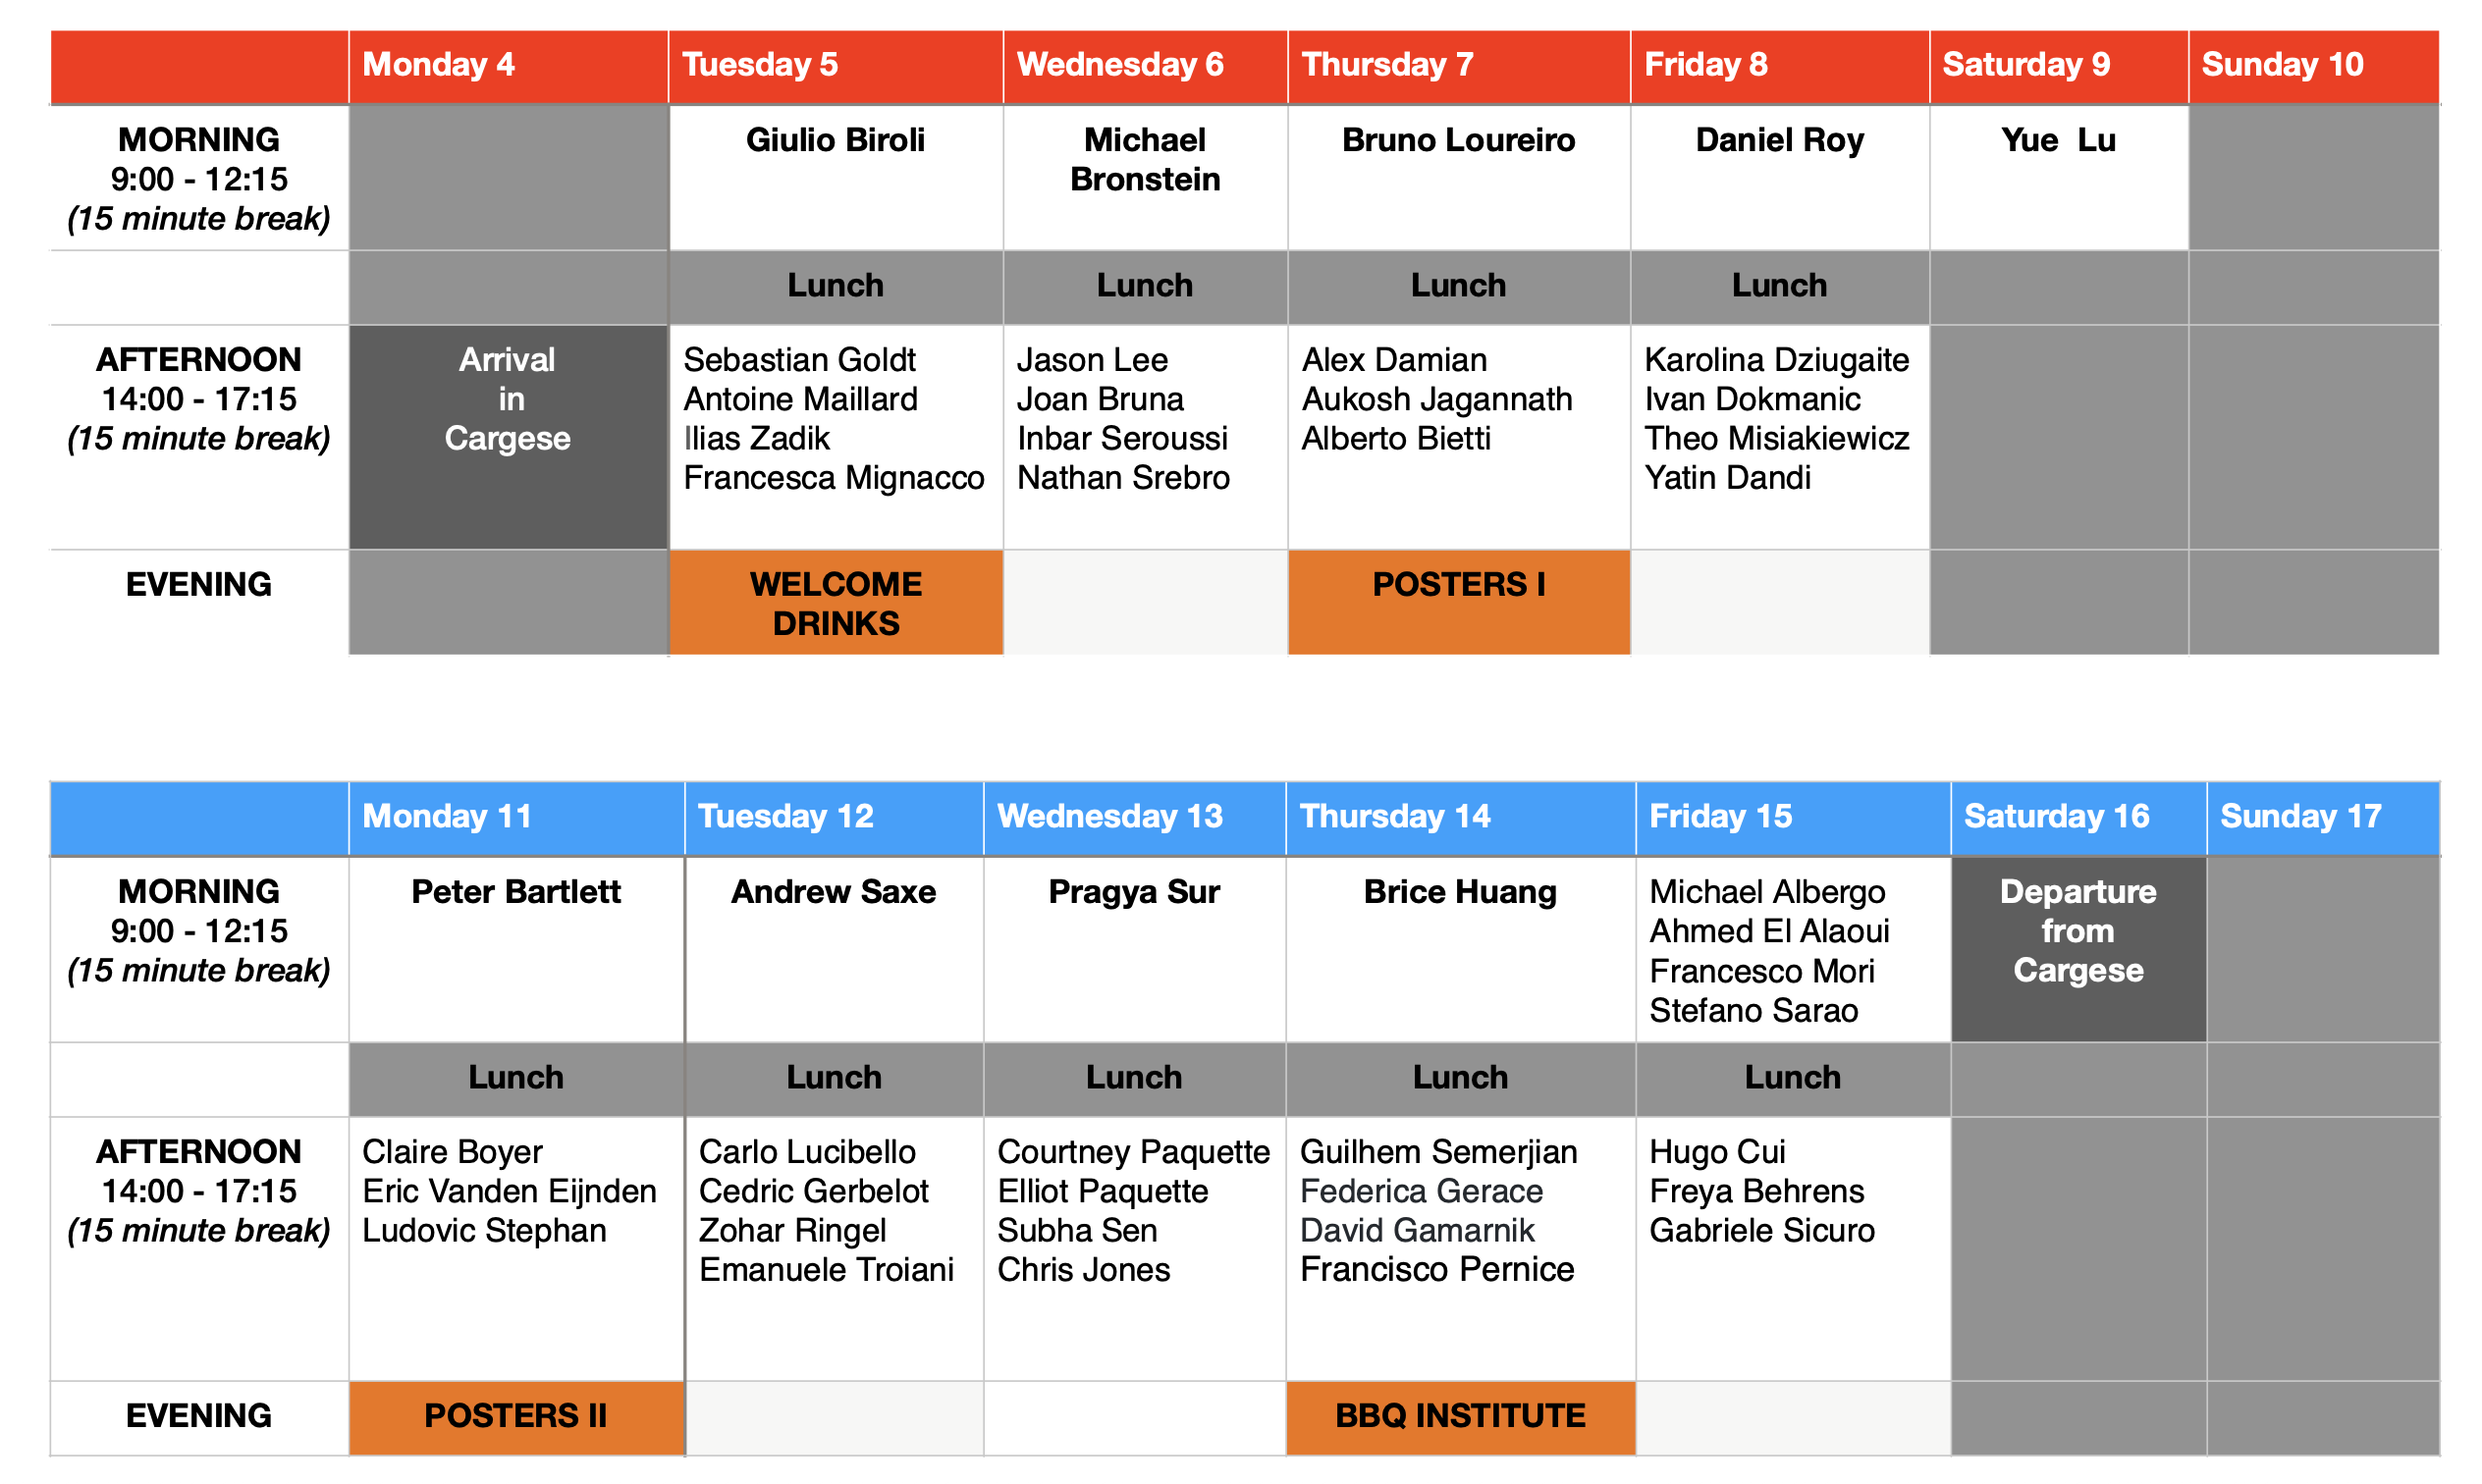 Monday 4 Tuesday 5 Wednesday 6 Thursday 7 Friday 8 Saturday 9 Sunday 10
MORNING
9:00 - 12:15
(15 minute break)
Giulio Biroli
Michael
Bronstein
Bruno Loureiro
Daniel Roy
Yue Lu
Lunch Lunch Lunch Lunch
AFTERNOON
14:00 - 17:15
(15 minute break)
Arrival
in
Cargese
Sebastian Goldt
Antoine Maillard
Ilias Zadik
Francesca Mignacco
Jason Lee
Joan Bruna
Inbar Seroussi
Nathan Srebro
Alex Damian
Aukosh Jagannath
Alberto Bietti
Karolina Dziugaite
Ivan Dokmanic
Theo Misiakiewicz
Yatin Dandi
EVENING
WELCOME
DRINKS
POSTERS I
Monday 11 Tuesday 12 Wednesday 13 Thursday 14 Friday 15 Saturday 16 Sunday 17
MORNING
9:00 - 12:15
(15 minute break)
Peter Bartlett
Andrew Saxe
Pragya Sur
Brice Huang
Michael Albergo
Ahmed El Alaoui
Francesco Mori
Stefano Sarao
Departure
from
Cargese
Lunch Lunch Lunch Lunch Lunch
AFTERNOON
14:00 - 17:15
(15 minute break)
Claire Boyer
Eric Vanden Eijnden
Ludovic Stephan
Carlo Lucibello
Cedric Gerbelot
Zohar Ringel
Emanuele Troiani
Courtney Paquette
Elliot Paquette
Subha Sen
Chris Jones
Guilhem Semerjian
Federica Gerace
David Gamarnik
Francisco Pernice
Hugo Cui
Freya Behrens
Gabriele Sicuro
EVENING
POSTERS II
BBQ INSTITUTE